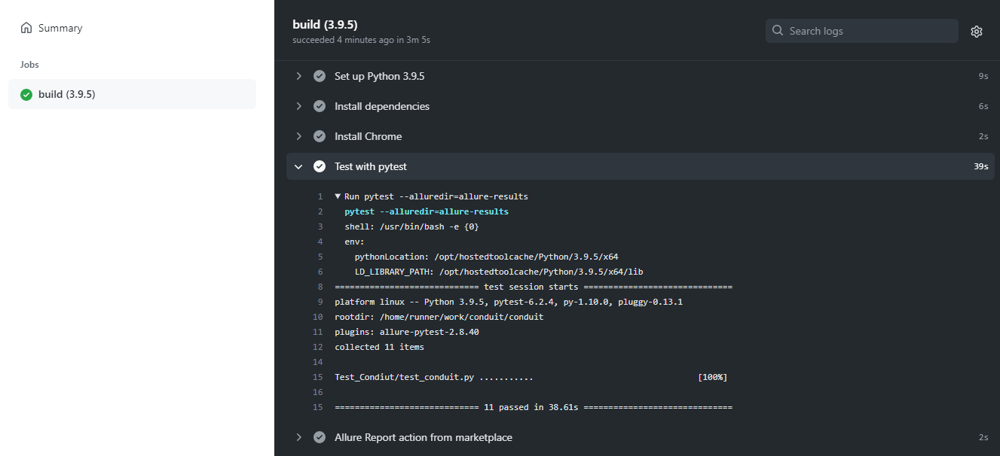 Summary
Jobs
build (3.9.5)
build (3.9.5)
succeeded 4 minutes ago in 3m 5s
Search logs
Set up Python 3.9.5 9s
Install dependencies 6s
Install Chrome 2s
Test with pytest 39s
1 ▼ Run pytest --alluredir=allure-results
2 pytest --alluredir=allure-results
3 shell: /usr/bin/bash -e {0}
4 env:
5 pythonLocation: /opt/hostedtoolcache/Python/3.9.5/x64
6 LD_LIBRARY_PATH: /opt/hostedtoolcache/Python/3.9.5/x64/lib
8 ============================= test session starts ==============================
9 platform linux -- Python 3.9.5, pytest-6.2.4, py-1.10.0, pluggy-0.13.1
10 rootdir: /home/runner/work/conduit/conduit
11 plugins: allure-pytest-2.8.40
12 collected 11 items
14
15 Test_Condiut/test_conduit.py ........... [100%]
16
15 ============================= 11 passed in 38.61s ==============================
Allure Report action from marketplace 2s